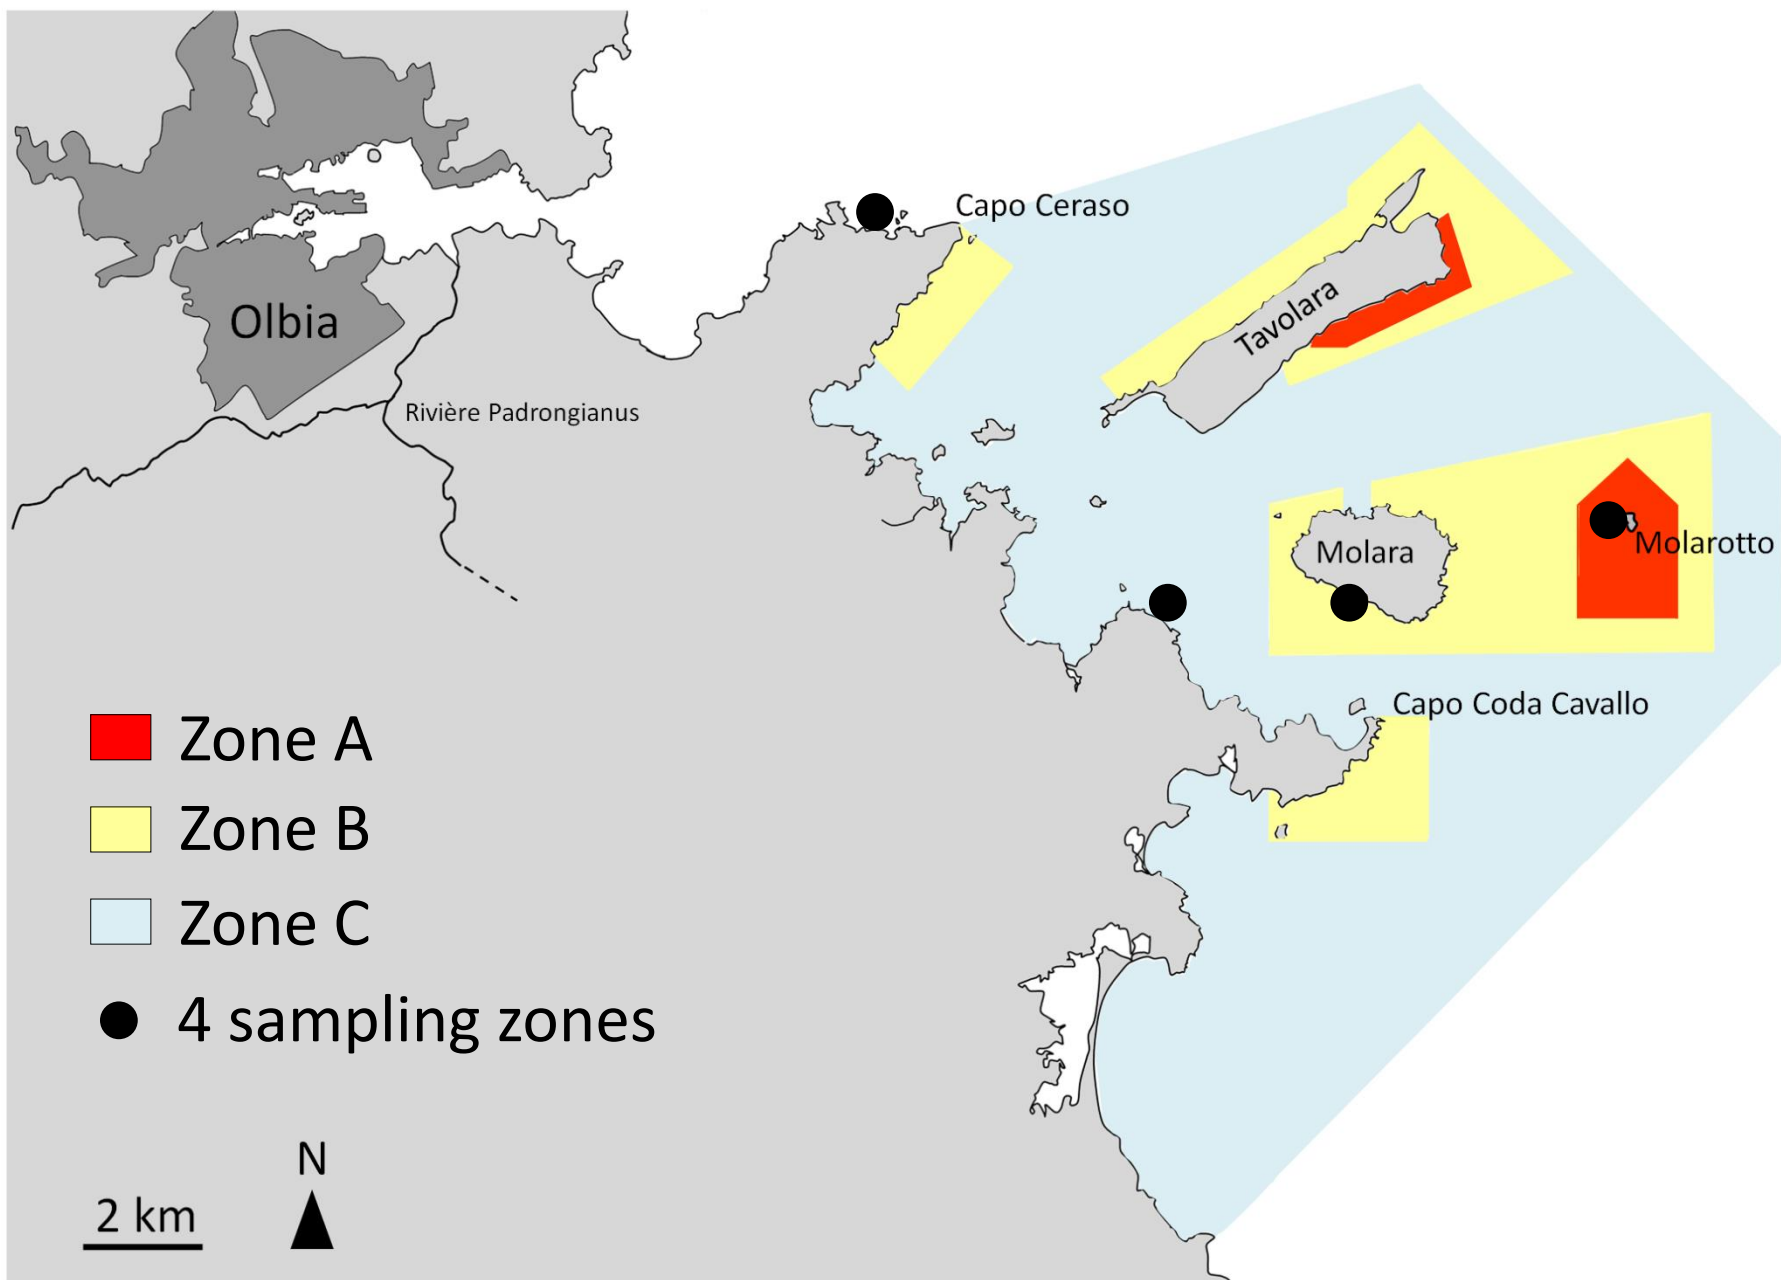 Capo Ceraso
Tavolara
Olbia
Rivière Padrongianus
Molara
Molarotto
Capo Coda Cavallo
Zone A
Zone B
Zone C
4 sampling zones
N
2 km